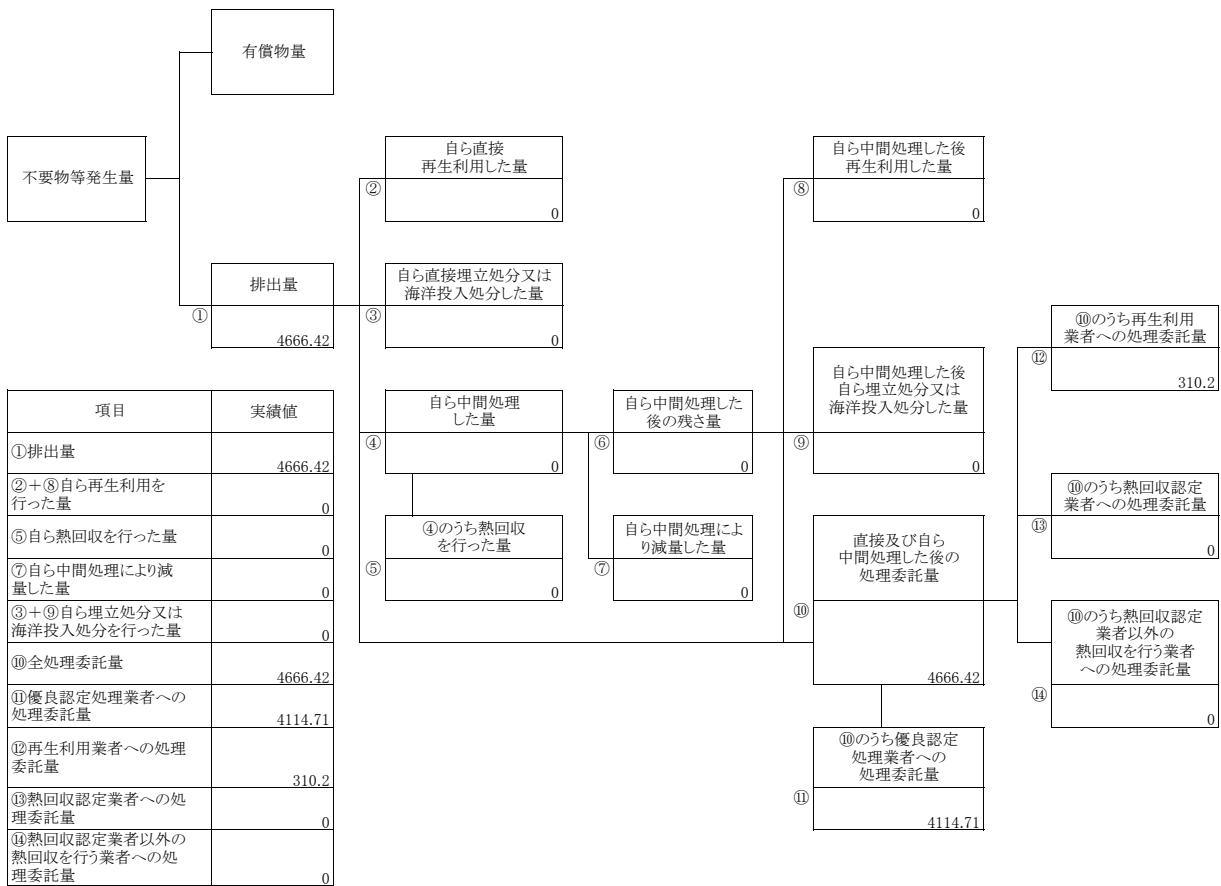 有償物量
不要物等発生量
排出量
①
4666.42
自ら直接
再生利用した量
②
0
自ら直接埋立処分又は
海洋投入処分した量
③
0
自ら中間処理
した量
④
0
④のうち熱回収
を行った量
⑤
0
自ら中間処理した
後の残さ量
⑥
0
自ら中間処理によ
り減量した量
⑦
0
自ら中間処理した後
再生利用した量
⑧
0
自ら中間処理した後
自ら埋立処分又は
海洋投入処分した量
⑨
0
直接及び自ら
中間処理した後の
処理委託量
⑩
4666.42
⑩のうち優良認定
処理業者への
処理委託量
⑪
4114.71
⑩のうち再生利用
業者への処理委託量
⑫
310.2
⑩のうち熱回収認定
業者への処理委託量
⑬
0
⑩のうち熱回収認定
業者以外の
熱回収を行う業者
への処理委託量
⑭
0
項目 実績値
①排出量
4666.42
②+⑧自ら再生利用を
行った量
0
⑤自ら熱回収を行った量
0
⑦自ら中間処理により減
量した量
0
③+⑨自ら埋立処分又は
海洋投入処分を行った量
0
⑩全処理委託量
4666.42
⑪優良認定処理業者への
処理委託量
4114.71
⑫再生利用業者への処理
委託量
310.2
⑬熱回収認定業者への処
理委託量
0
⑭熱回収認定業者以外の
熱回収を行う業者への処
理委託量
0